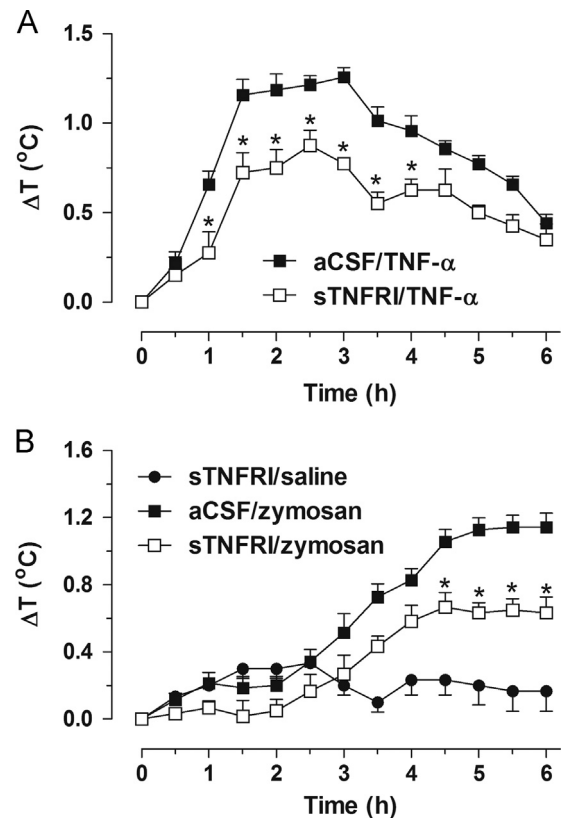 A
1.5
1.0
0.5
0.0
ΔT (ºC)
*
*
*
*
*
*
*
aCSF/TNF-α
sTNFRI/TNF-α
0 1 2 3 4 5 6
Time (h)
B
1.6
1.2
0.8
0.4
0.0
ΔT (ºC)
sTNFRI/saline
aCSF/zymosan
sTNFRI/zymosan
* * * *
0 1 2 3 4 5 6
Time (h)